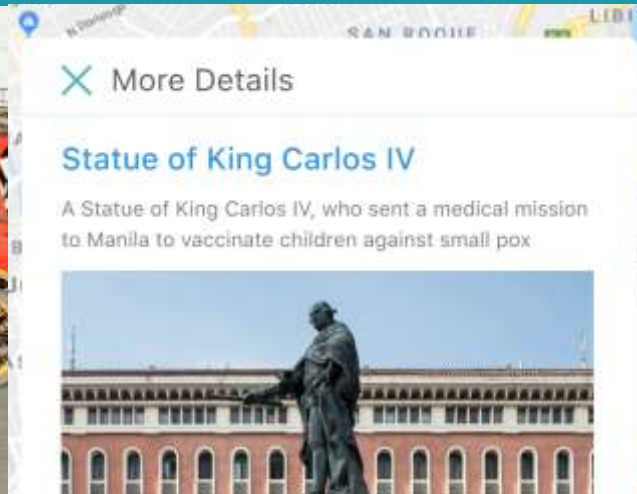 SAN ROQUE
LIBI
More Details
Statue of King Carlos IV
A Statue of King Carlos IV, who sent a medical mission
to Manila to vaccinate children against small pox